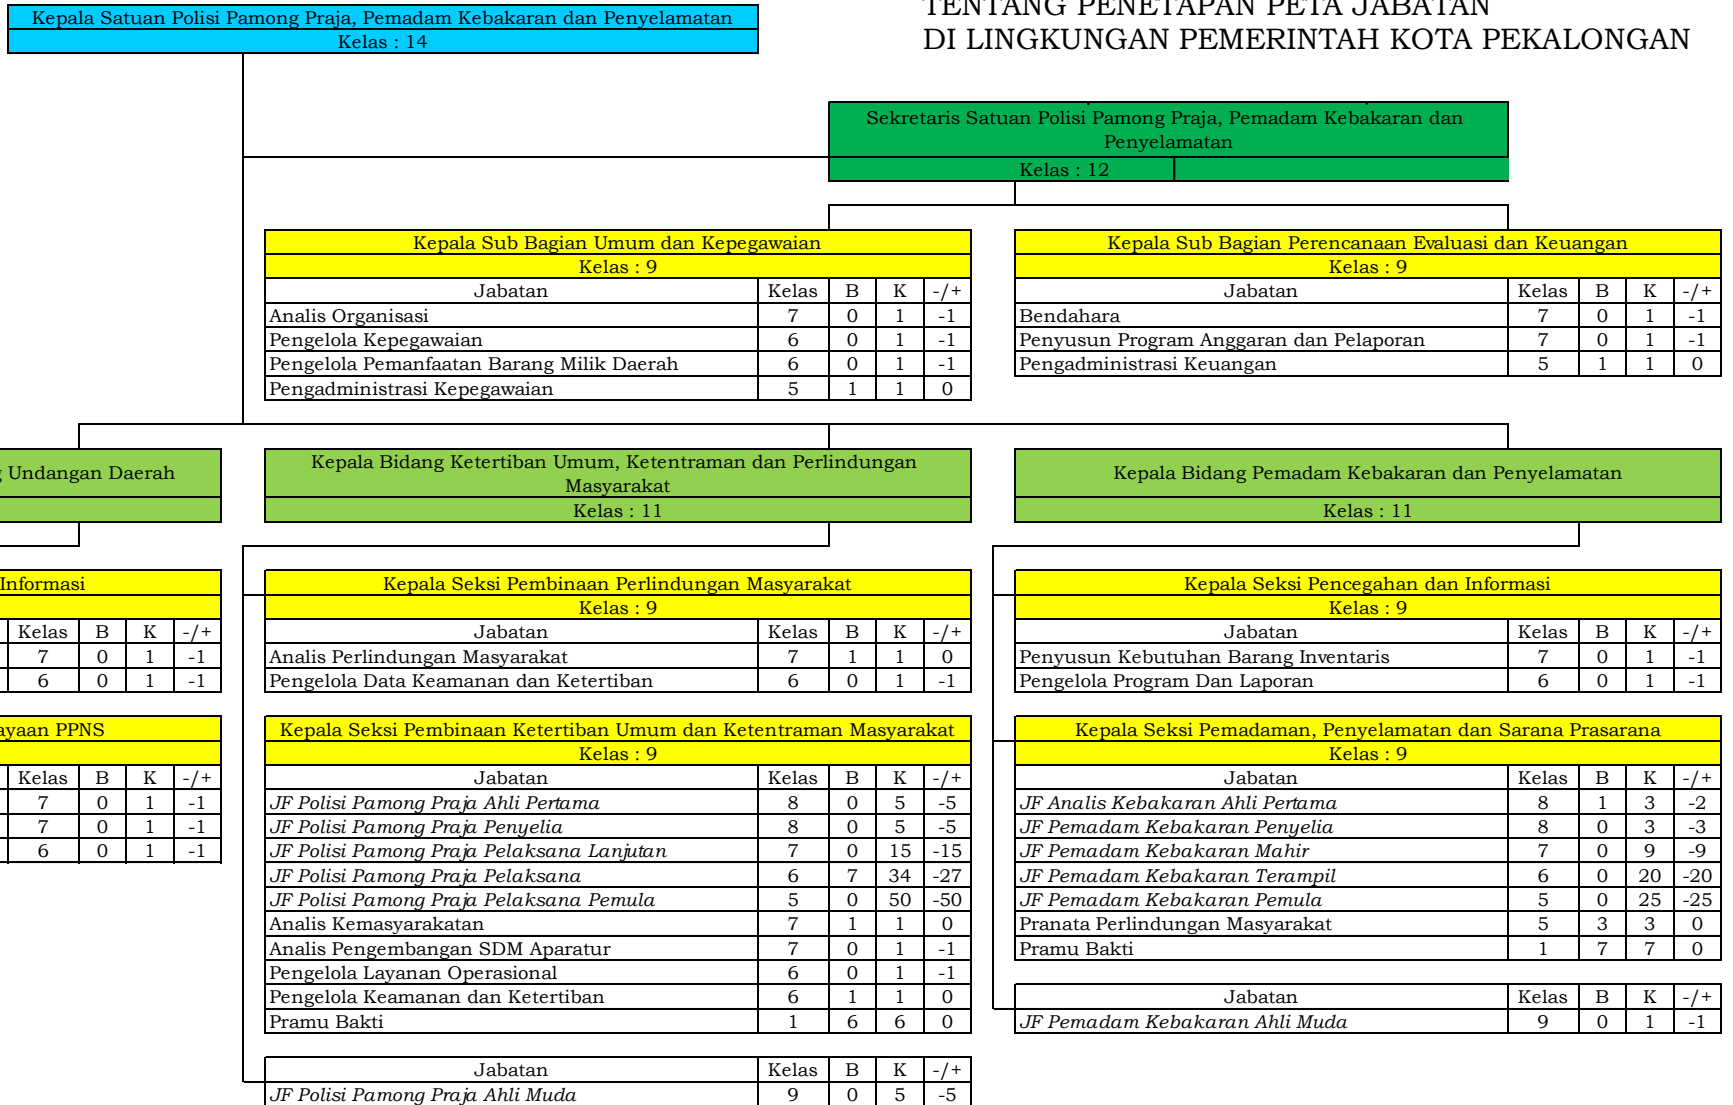 TENTANG PENETAPAN PETA JABATAN
DI LINGKUNGAN PEMERINTAH KOTA PEKALONGAN
Kepala Satuan Polisi Pamong Praja, Pemadam Kebakaran dan Penyelamatan
Kelas : 14
Sekretaris Satuan Polisi Pamong Praja, Pemadam Kebakaran dan
Penyelamatan
Kelas : 12
Kepala Sub Bagian Umum dan Kepegawaian
Kelas : 9
Jabatan Kelas B K -/+
Analis Organisasi 7 0 1 -1
Pengelola Kepegawaian 6 0 1 -1
Pengelola Pemanfaatan Barang Milik Daerah 6 0 1 -1
Pengadministrasi Kepegawaian 5 1 1 0
Kepala Sub Bagian Perencanaan Evaluasi dan Keuangan
Kelas : 9
Jabatan Kelas B K -/+
Bendahara 7 0 1 -1
Penyusun Program Anggaran dan Pelaporan 7 0 1 -1
Pengadministrasi Keuangan 5 1 1 0
Undangan Daerah
Informasi
Kelas B K -/+
7 0 1 -1
6 0 1 -1
ayaan PPNS
Kelas B K -/+
7 0 1 -1
7 0 1 -1
6 0 1 -1
Kepala Bidang Ketertiban Umum, Ketentraman dan Perlindungan
Masyarakat
Kelas : 11
Kepala Seksi Pembinaan Perlindungan Masyarakat
Kelas : 9
Jabatan Kelas B K -/+
Analis Perlindungan Masyarakat 7 1 1 0
Pengelola Data Keamanan dan Ketertiban 6 0 1 -1
Kepala Seksi Pembinaan Ketertiban Umum dan Ketentraman Masyarakat
Kelas : 9
Jabatan Kelas B K -/+
JF Polisi Pamong Praja Ahli Pertama 8 0 5 -5
JF Polisi Pamong Praja Penyelia 8 0 5 -5
JF Polisi Pamong Praja Pelaksana Lanjutan 7 0 15 -15
JF Polisi Pamong Praja Pelaksana 6 7 34 -27
JF Polisi Pamong Praja Pelaksana Pemula 5 0 50 -50
Analis Kemasyarakatan 7 1 1 0
Analis Pengembangan SDM Aparatur 7 0 1 -1
Pengelola Layanan Operasional 6 0 1 -1
Pengelola Keamanan dan Ketertiban 6 1 1 0
Pramu Bakti 1 6 6 0
Jabatan Kelas B K -/+
JF Polisi Pamong Praja Ahli Muda 9 0 5 -5
Kepala Bidang Pemadam Kebakaran dan Penyelamatan
Kelas : 11
Kepala Seksi Pencegahan dan Informasi
Kelas : 9
Jabatan Kelas B K -/+
Penyusun Kebutuhan Barang Inventaris 7 0 1 -1
Pengelola Program Dan Laporan 6 0 1 -1
Kepala Seksi Pemadaman, Penyelamatan dan Sarana Prasarana
Kelas : 9
Jabatan Kelas B K -/+
JF Analis Kebakaran Ahli Pertama 8 1 3 -2
JF Pemadam Kebakaran Penyelia 8 0 3 -3
JF Pemadam Kebakaran Mahir 7 0 9 -9
JF Pemadam Kebakaran Terampil 6 0 20 -20
JF Pemadam Kebakaran Pemula 5 0 25 -25
Pranata Perlindungan Masyarakat 5 3 3 0
Pramu Bakti 1 7 7 0
Jabatan Kelas B K -/+
JF Pemadam Kebakaran Ahli Muda 9 0 1 -1